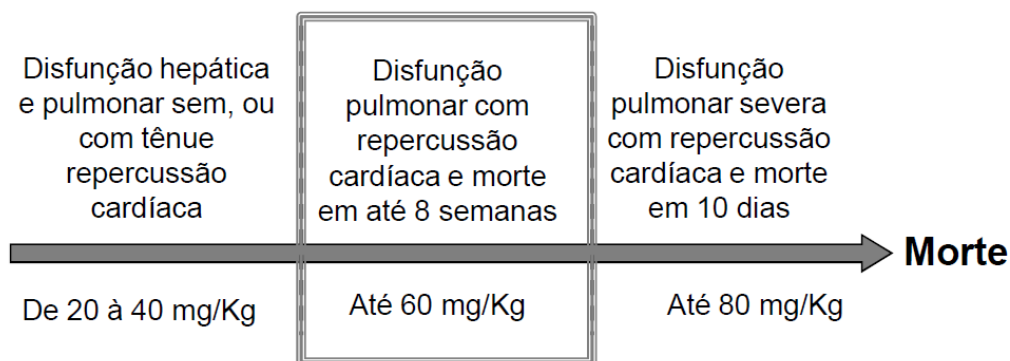 Disfunção hepática
e pulmonar sem, ou
com tênue
repercussão
cardíaca
Disfunção
pulmonar com
repercussão
cardíaca e morte
em até 8 semanas
Disfunção
pulmonar severa
com repercussão
cardíaca e morte
em 10 dias
Morte
De 20 à 40 mg/Kg
Até 60 mg/Kg
Até 80 mg/Kg